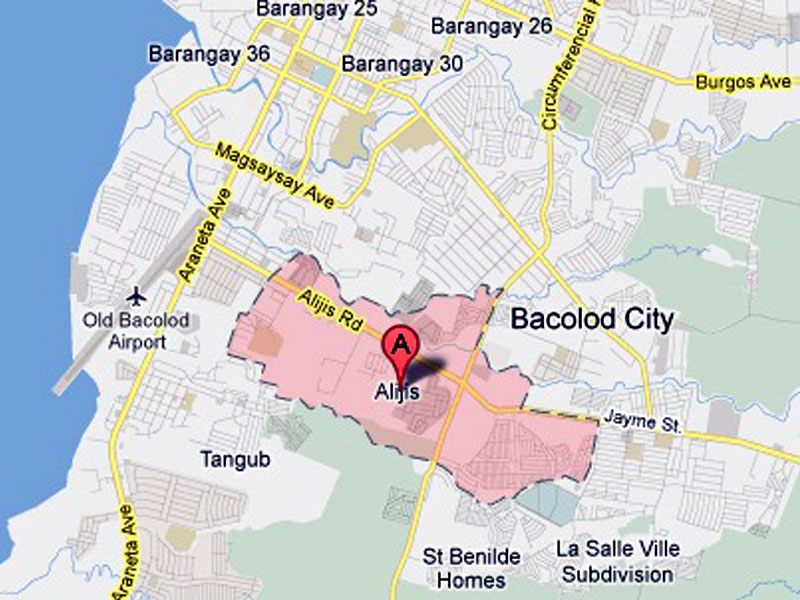 Barangay 25
Barangay 26
Barangay 36
Barangay 30
Circumferencial
Burgos Ave
Magsaysay Ave
Araneta Ave
Alijis Rd
Old Bacolod
Airport
Bacolod City
A
Alijis
Jayme St.
Tangub
Araneta Ave
St Benilde
Homes
La Salle Ville
Subdivision